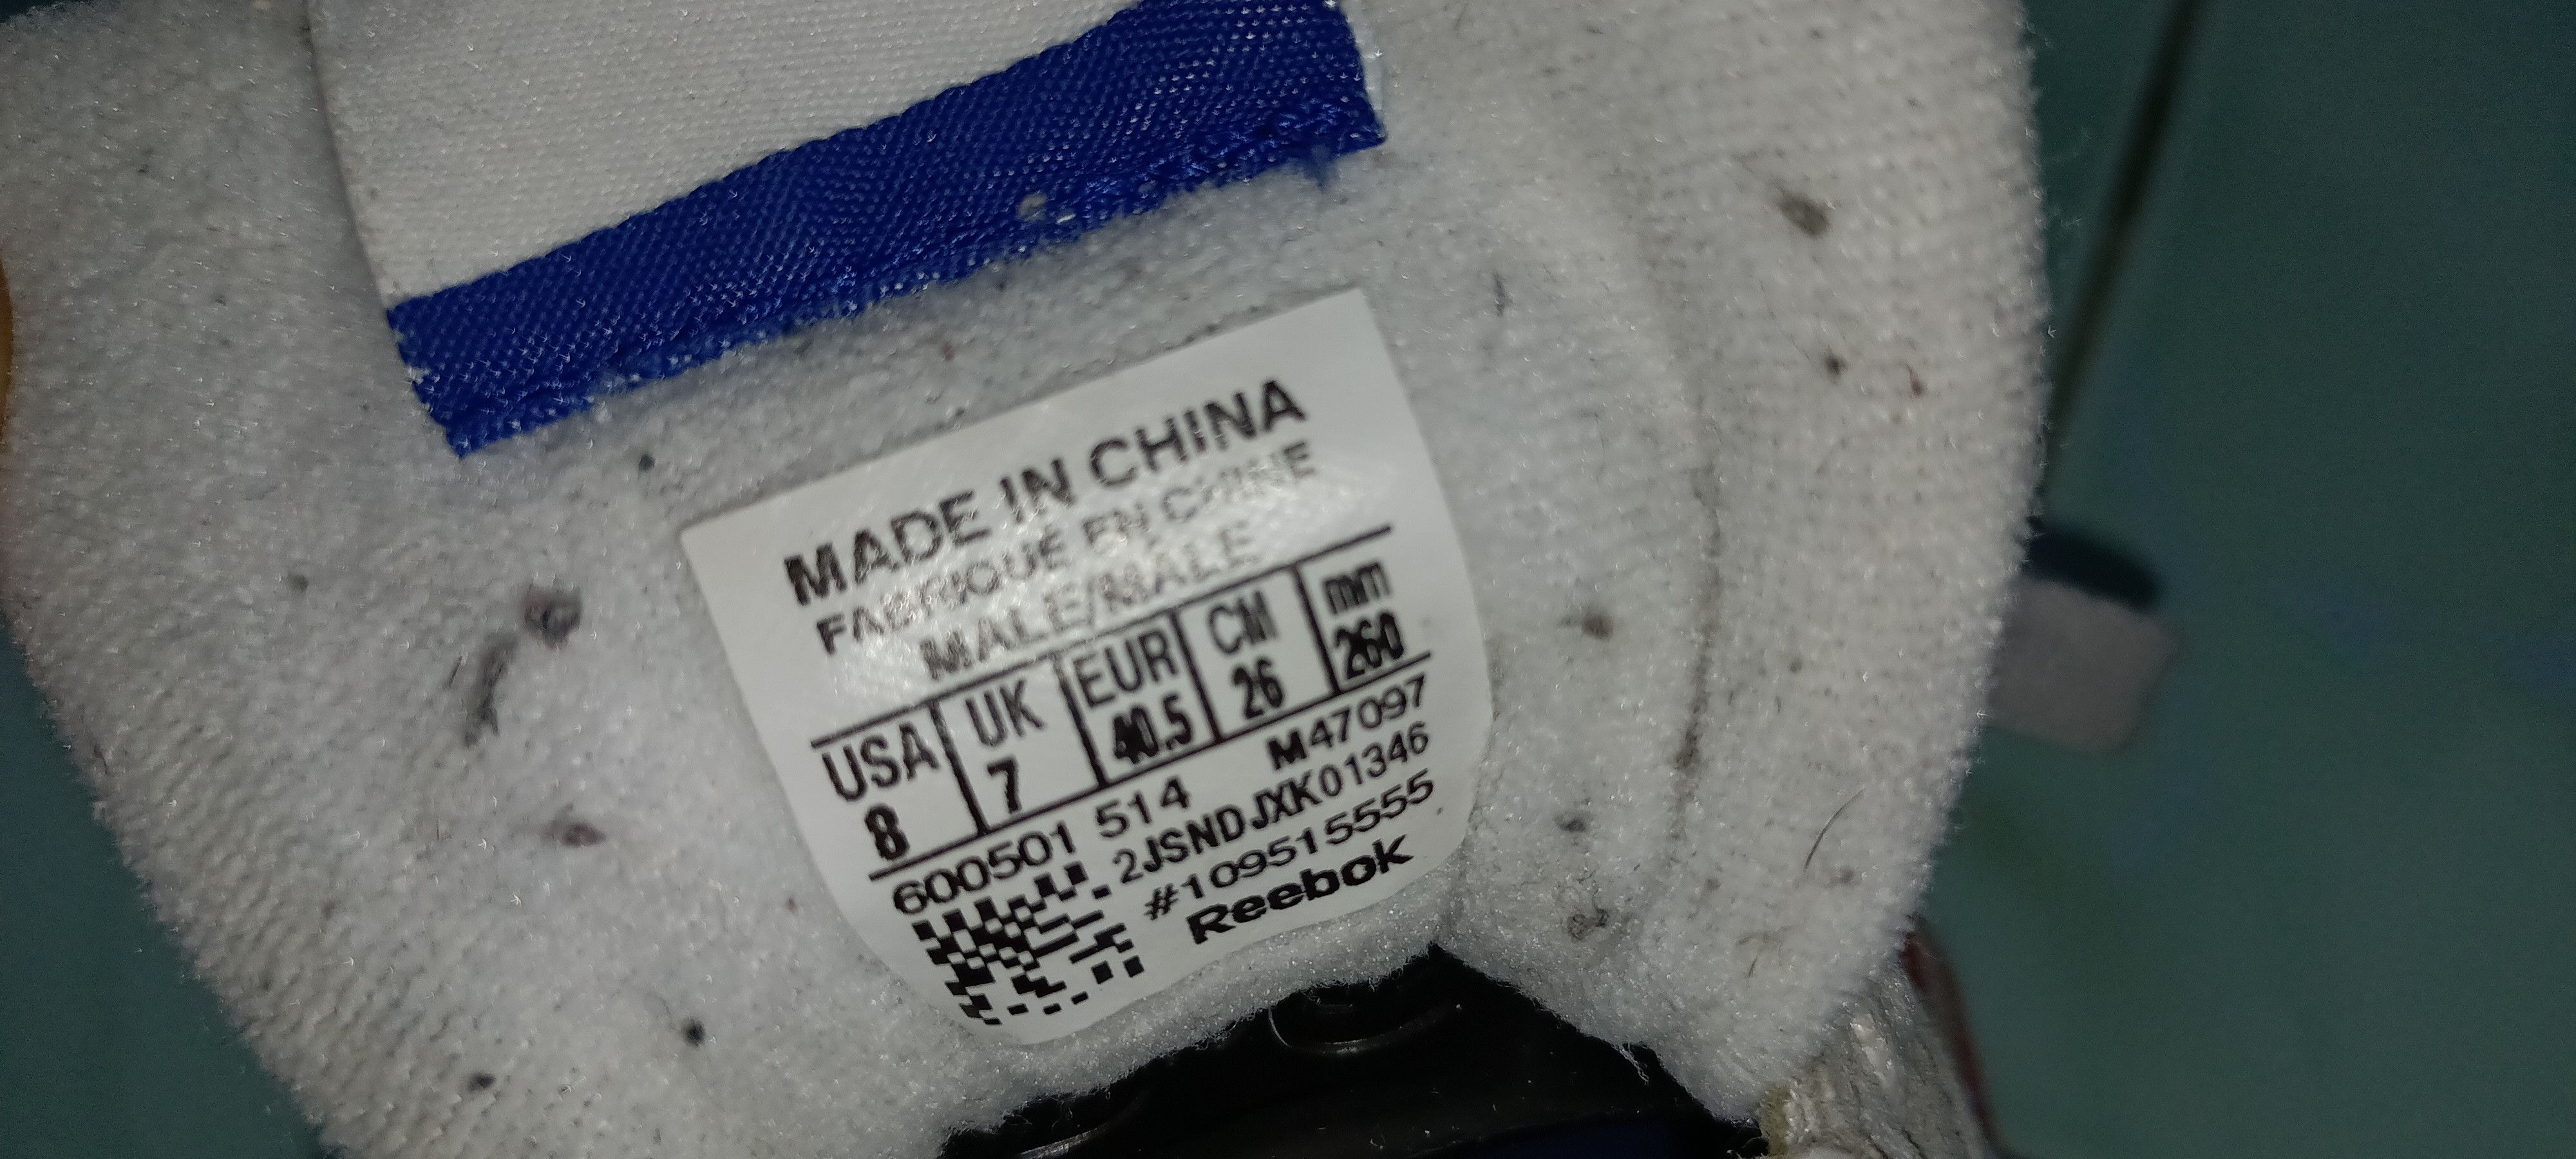 MADE IN CHINA
FABRIQUÉ EN CHINE
MALE/MALE
USA UK EUR CM mm
8 7 40.5 26 260
600501 514 M47097
2JSNDJXK01346
#109515555
Reebok